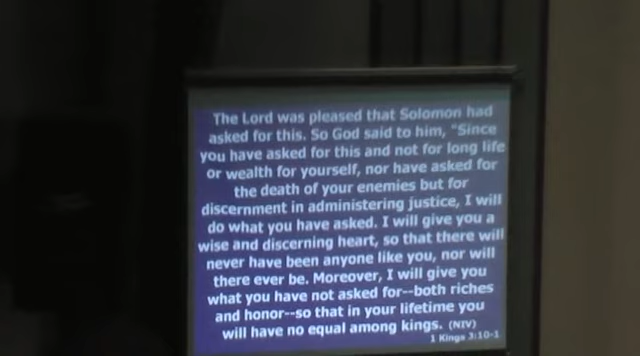 The Lord was pleased that Solomon had
asked for this. So God said to him, "Since
you have asked for this and not for long life
or wealth for yourself, nor have asked for
the death of your enemies but for
discernment in administering justice, I will
do what you have asked. I will give you a
wise and discerning heart, so that there will
never have been anyone like you, nor will
there ever be. Moreover, I will give you
what you have not asked for--both riches
and honor--so that in your lifetime you
will have no equal among kings. (NIV)
1 Kings 3:10-1